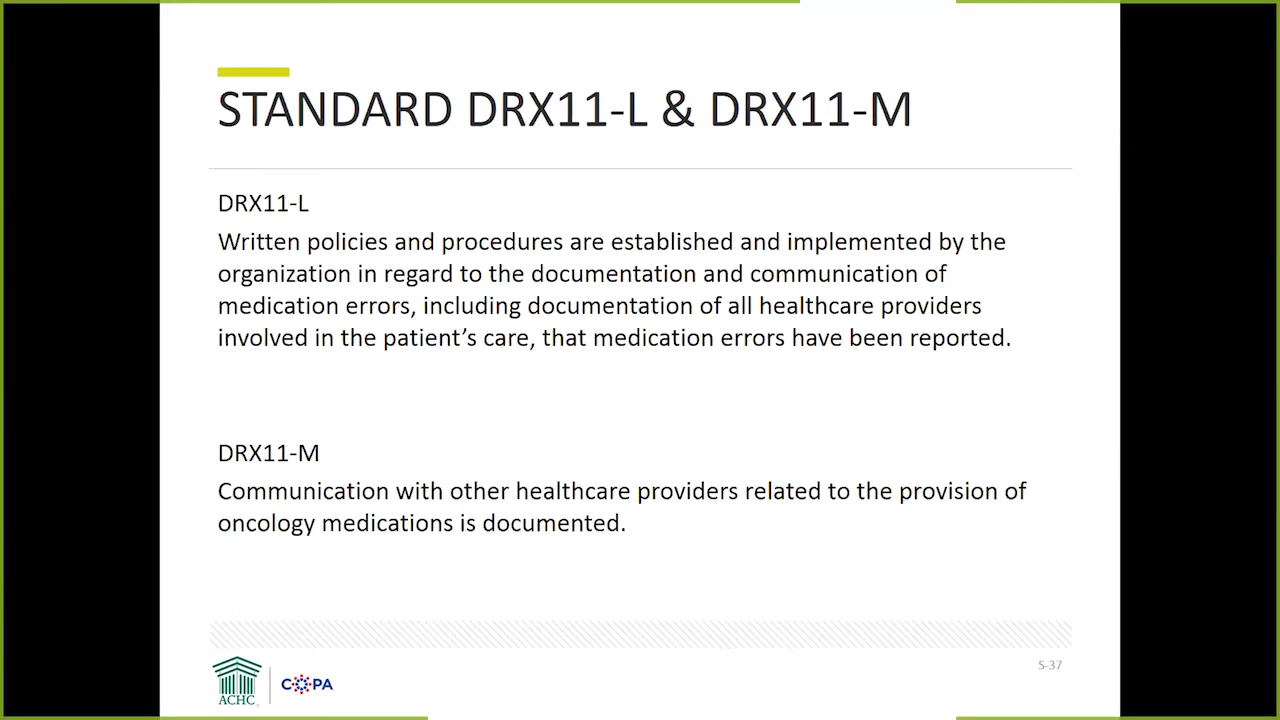 STANDARD DRX11-L & DRX11-M
DRX11-L
Written policies and procedures are established and implemented by the
organization in regard to the documentation and communication of
medication errors, including documentation of all healthcare providers
involved in the patient's care, that medication errors have been reported.
DRX11-M
Communication with other healthcare providers related to the provision of
oncology medications is documented.
S-37
ACHC
COPA